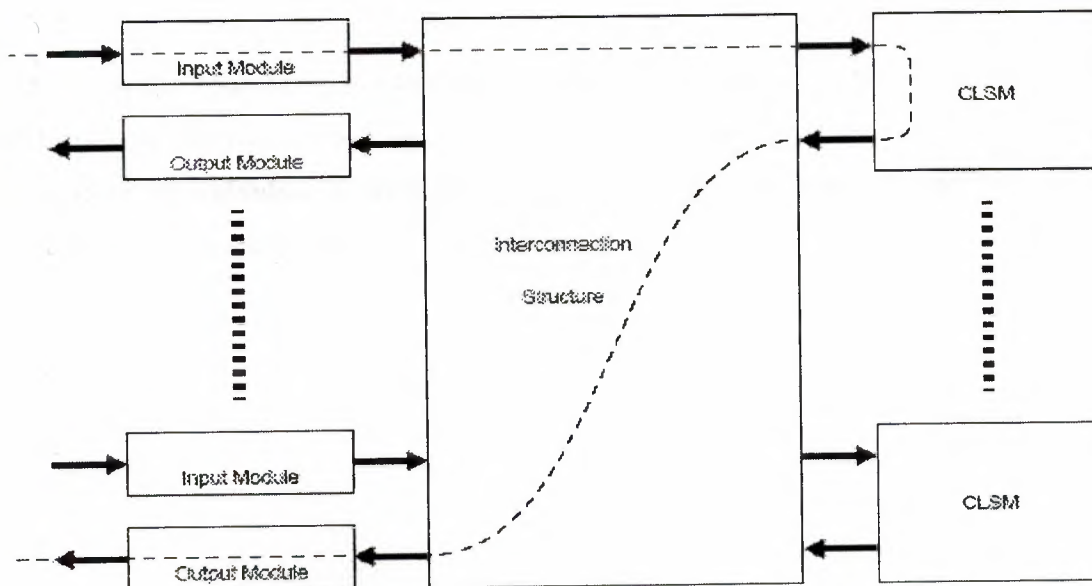 Input Module
CLSM
Output Module
Interconnection
Structure
Input Module
CLSM
Output Module